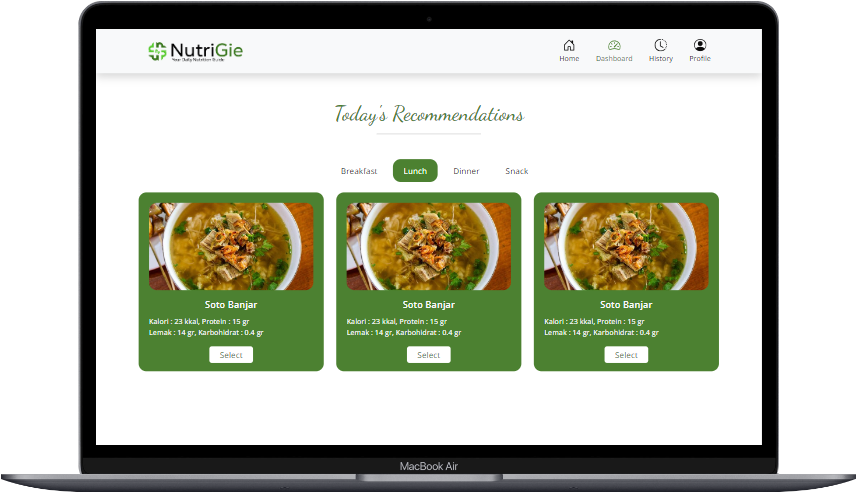 NutriGie
Your Daily Nutrition Guide
Home
Dashboard
History
Profile
Today's Recommendations
Breakfast
Lunch
Dinner
Snack
Soto Banjar
Kalori : 23 kkal, Protein : 15 gr
Lemak : 14 gr, Karbohidrat : 0.4 gr
Select
Soto Banjar
Kalori : 23 kkal, Protein : 15 gr
Lemak : 14 gr, Karbohidrat : 0.4 gr
Select
Soto Banjar
Kalori : 23 kkal, Protein : 15 gr
Lemak : 14 gr, Karbohidrat : 0.4 gr
Select
MacBook Air